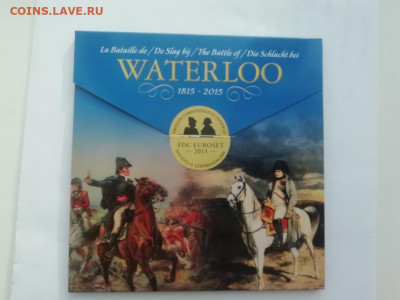 COINS.LAVE.RU
La Bataille de / De Slag bij / The Battle of / Die Schlacht bei
WATERLOO
1815 - 2015
FDC EUROSET
2015